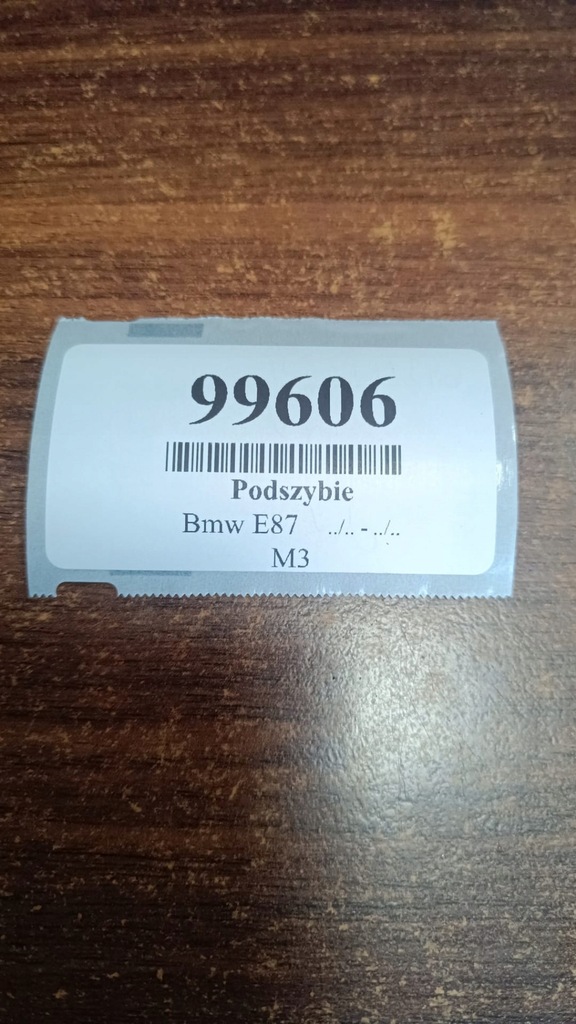 99606
Podszybie
Bmw E87 ../.. - ../..
M3